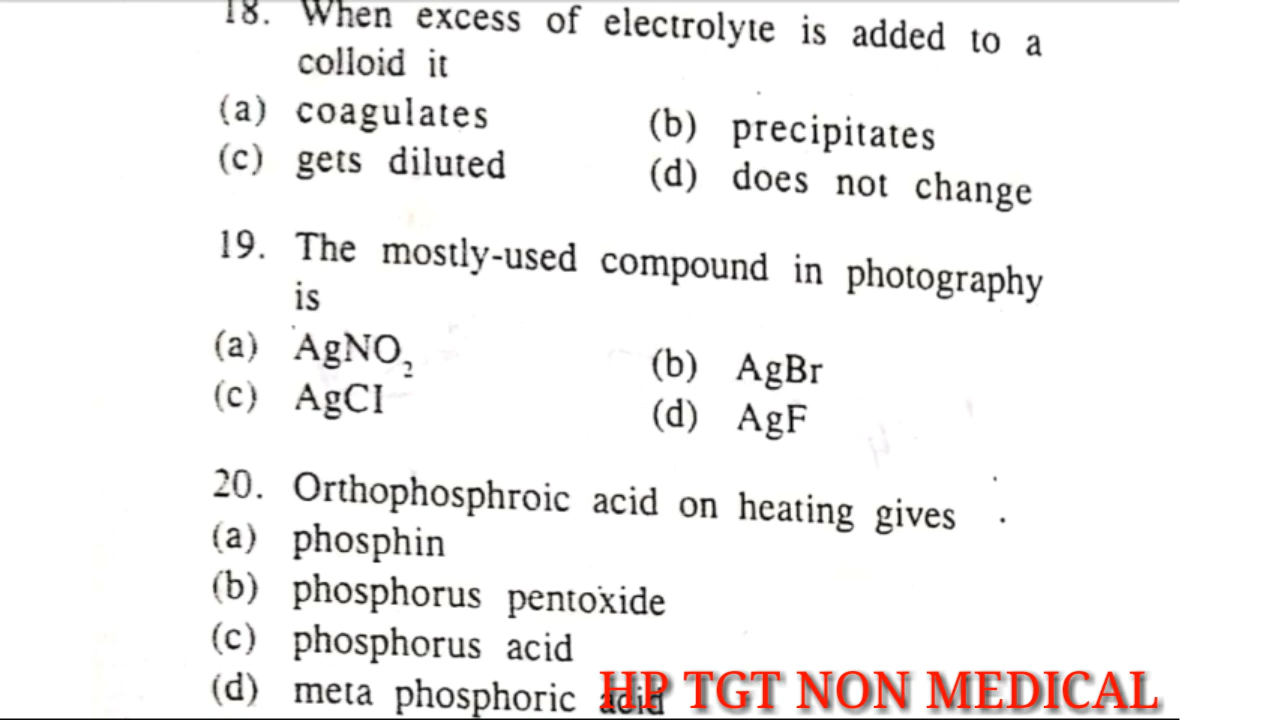 18. When excess of electrolyte is added to a
colloid it
(a) coagulates (b) precipitates
(c) gets diluted (d) does not change
19. The mostly-used compound in photography
is
(a) AgNO₂ (b) AgBr
(c) AgCI (d) AgF
20. Orthophosphroic acid on heating gives
(a) phosphin
(b) phosphorus pentoxide
(c) phosphorus acid
(d) meta phosphoric acid
HP TGT NON MEDICAL